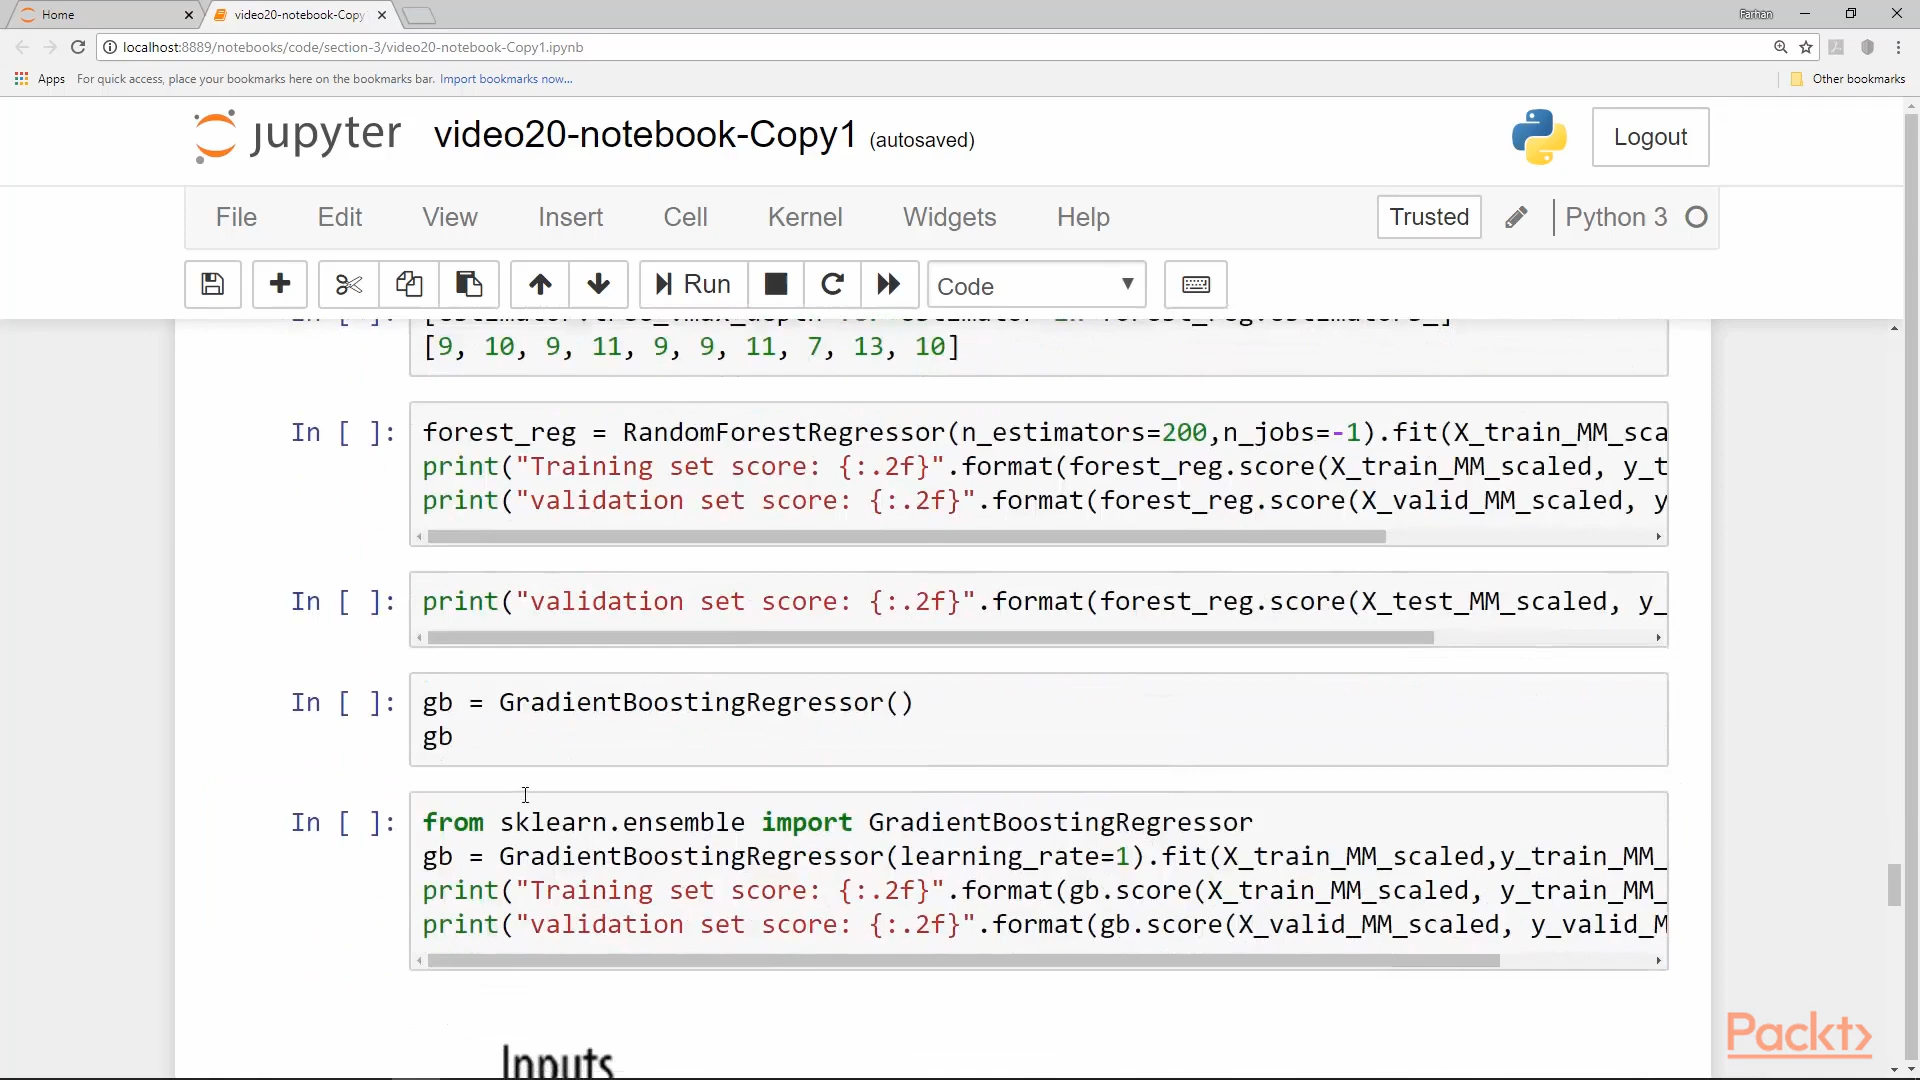 Home
video20-notebook-Copy
Farhan
localhost:8889/notebooks/code/section-3/video20-notebook-Copy1.ipynb
Apps For quick access, place your bookmarks here on the bookmarks bar. Import bookmarks now... Other bookmarks
jupyter video20-notebook-Copy1 (autosaved) Logout
File Edit View Insert Cell Kernel Widgets Help Trusted Python 3
Run Code
[9, 10, 9, 11, 9, 9, 11, 7, 13, 10]
In [ ]: forest_reg = RandomForestRegressor(n_estimators=200,n_jobs=-1).fit(X_train_MM_sca
print("Training set score: {:.2f}".format(forest_reg.score(X_train_MM_scaled, y_t
print("validation set score: {:.2f}".format(forest_reg.score(X_valid_MM_scaled, y
In [ ]: print("validation set score: {:.2f}".format(forest_reg.score(X_test_MM_scaled, y_
In [ ]: gb = GradientBoostingRegressor()
gb
In [ ]: from sklearn.ensemble import GradientBoostingRegressor
gb = GradientBoostingRegressor(learning_rate=1).fit(X_train_MM_scaled,y_train_MM_
print("Training set score: {:.2f}".format(gb.score(X_train_MM_scaled, y_train_MM_
print("validation set score: {:.2f}".format(gb.score(X_valid_MM_scaled, y_valid_M
Inputs
Packt>